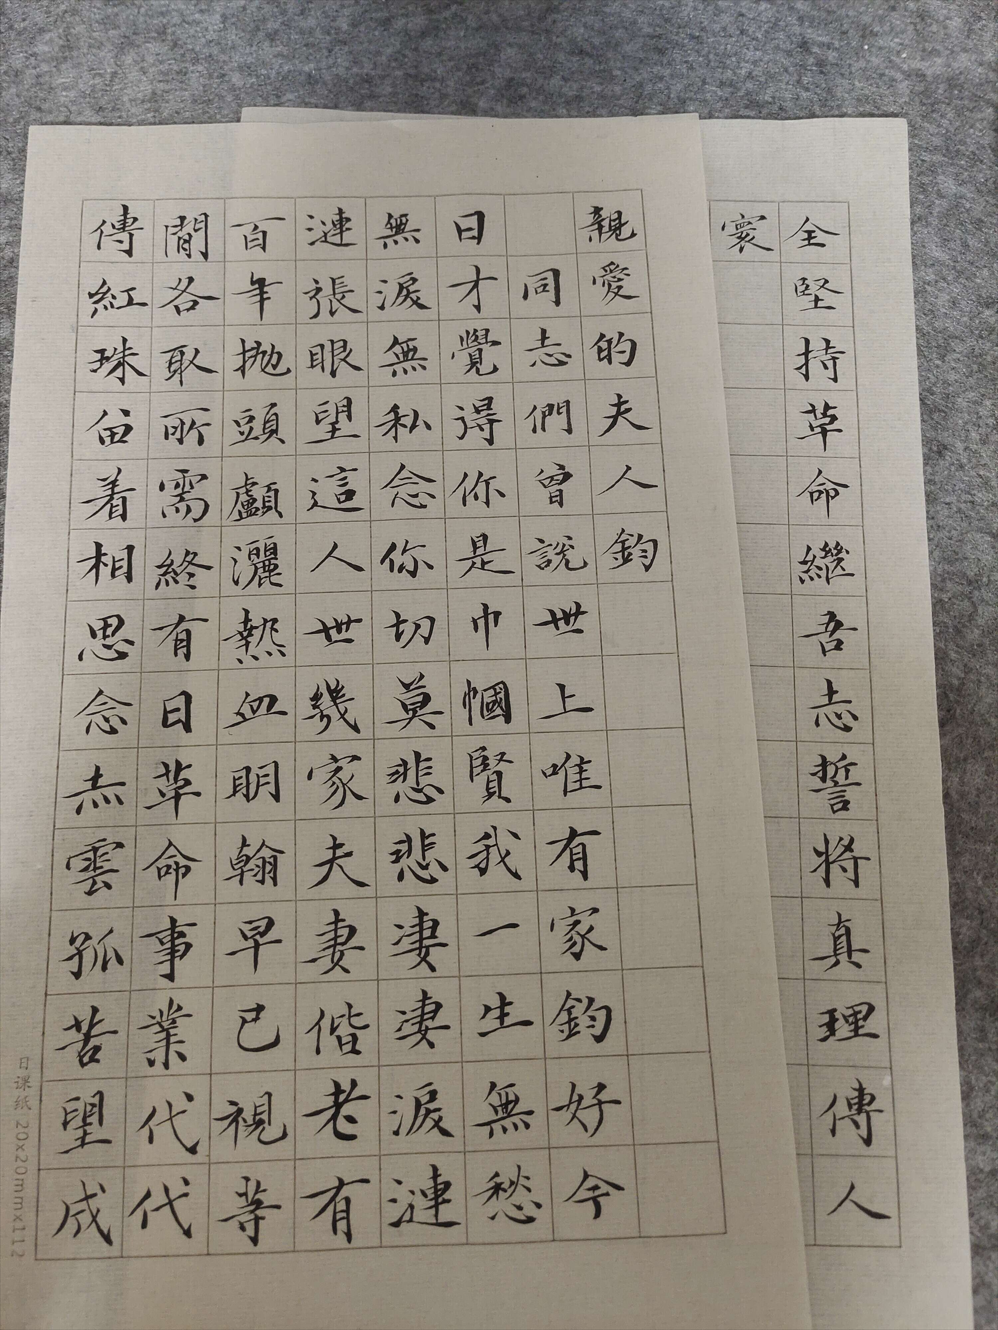 親愛的夫人鈞
同志們曾說世上唯有家鈞好今
日才覺得你是巾幗賢我一生無愁
無淚無私念你切莫悲悲凄凄淚漣
漣張眼望這人世幾家夫妻偕老有
百年拋頭顱灑熱血明翰早已視等
閒各取所需終有日革命事業代代
傳紅珠留着相思念赤雲孤苦望成
全堅持革命繼吾志誓將真理傳人
寰
日课纸 20x20mmx112